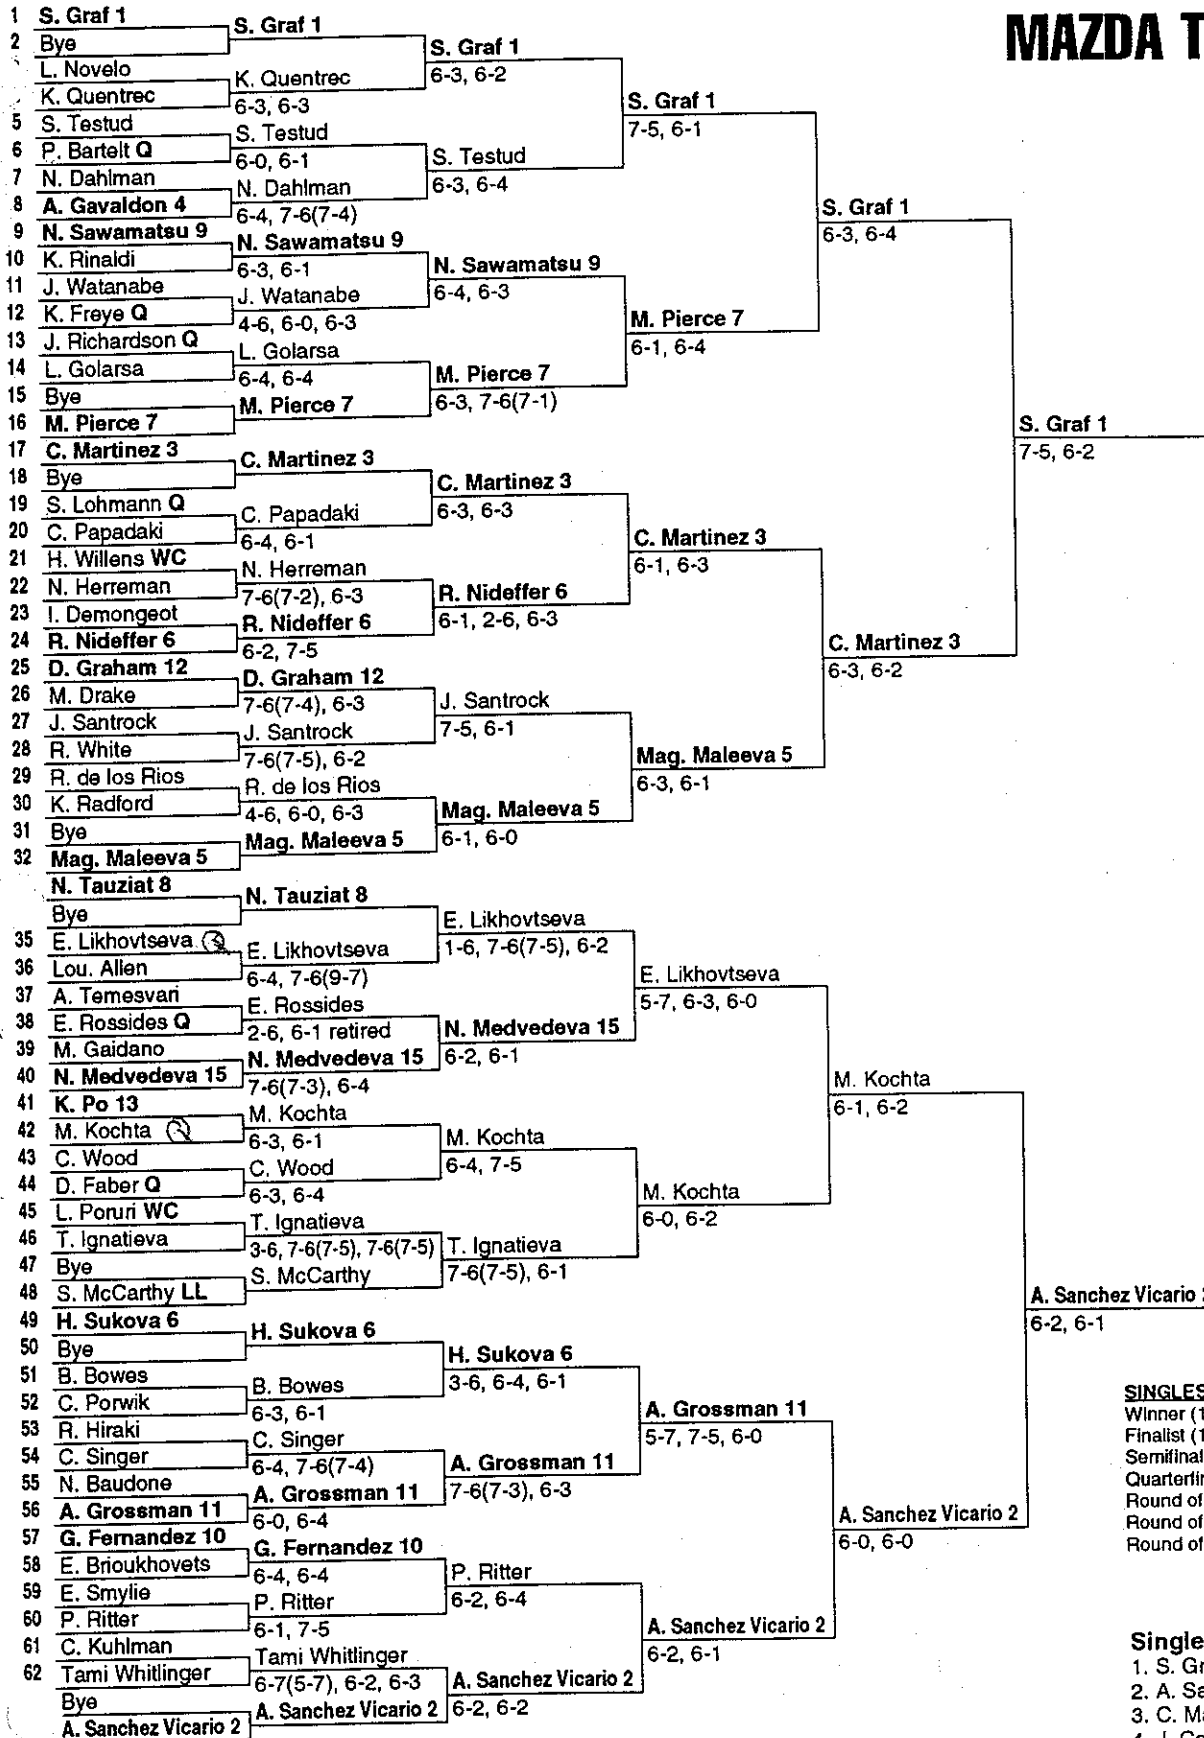 MAZDA T
1 S. Graf 1
2 Bye
L. Novelo
K. Quentrec
5 S. Testud
6 P. Bartelt Q
7 N. Dahlman
8 A. Gavaldon 4
9 N. Sawamatsu 9
10 K. Rinaldi
11 J. Watanabe
12 K. Freye Q
13 J. Richardson Q
14 L. Golarsa
15 Bye
16 M. Pierce 7
17 C. Martinez 3
18 Bye
19 S. Lohmann Q
20 C. Papadaki
21 H. Willens WC
22 N. Herreman
23 I. Demongeot
24 R. Nideffer 6
25 D. Graham 12
26 M. Drake
27 J. Santrock
28 R. White
29 R. de los Rios
30 K. Radford
31 Bye
32 Mag. Maleeva 5
N. Tauziat 8
Bye
35 E. Likhovtseva Q
36 Lou. Allen
37 A. Temesvari
38 E. Rossides Q
39 M. Gaidano
40 N. Medvedeva 15
41 K. Po 13
42 M. Kochta Q
43 C. Wood
44 D. Faber Q
45 L. Poruri WC
46 T. Ignatieva
47 Bye
48 S. McCarthy LL
49 H. Sukova 6
50 Bye
51 B. Bowes
52 C. Porwik
53 R. Hiraki
54 C. Singer
55 N. Baudone
56 A. Grossman 11
57 G. Fernandez 10
58 E. Brioukhovets
59 E. Smylie
60 P. Ritter
61 C. Kuhlman
62 Tami Whitlinger
Bye
A. Sanchez Vicario 2
S. Graf 1
K. Quentrec
6-3, 6-3
S. Testud
6-0, 6-1
N. Dahlman
6-4, 7-6(7-4)
N. Sawamatsu 9
6-3, 6-1
J. Watanabe
4-6, 6-0, 6-3
L. Golarsa
6-4, 6-4
M. Pierce 7
C. Martinez 3
C. Papadaki
6-4, 6-1
N. Herreman
7-6(7-2), 6-3
R. Nideffer 6
6-2, 7-5
D. Graham 12
7-6(7-4), 6-3
J. Santrock
7-6(7-5), 6-2
R. de los Rios
4-6, 6-0, 6-3
Mag. Maleeva 5
N. Tauziat 8
E. Likhovtseva
6-4, 7-6(9-7)
E. Rossides
2-6, 6-1 retired
N. Medvedeva 15
7-6(7-3), 6-4
M. Kochta
6-3, 6-1
C. Wood
6-3, 6-4
T. Ignatieva
3-6, 7-6(7-5), 7-6(7-5)
S. McCarthy
H. Sukova 6
B. Bowes
6-3, 6-1
C. Singer
6-4, 7-6(7-4)
A. Grossman 11
6-0, 6-4
G. Fernandez 10
6-4, 6-4
P. Ritter
6-1, 7-5
Tami Whitlinger
6-7(5-7), 6-2, 6-3
A. Sanchez Vicario 2
S. Graf 1
6-3, 6-2
S. Testud
6-3, 6-4
N. Sawamatsu 9
6-4, 6-3
M. Pierce 7
6-3, 7-6(7-1)
C. Martinez 3
6-3, 6-3
R. Nideffer 6
6-1, 2-6, 6-3
J. Santrock
7-5, 6-1
Mag. Maleeva 5
6-1, 6-0
E. Likhovtseva
1-6, 7-6(7-5), 6-2
N. Medvedeva 15
6-2, 6-1
M. Kochta
6-4, 7-5
T. Ignatieva
7-6(7-5), 6-1
H. Sukova 6
3-6, 6-4, 6-1
A. Grossman 11
7-6(7-3), 6-3
P. Ritter
6-2, 6-4
A. Sanchez Vicario 2
6-2, 6-2
S. Graf 1
7-5, 6-1
M. Pierce 7
6-1, 6-4
C. Martinez 3
6-1, 6-3
Mag. Maleeva 5
6-3, 6-1
E. Likhovtseva
5-7, 6-3, 6-0
M. Kochta
6-0, 6-2
A. Grossman 11
5-7, 7-5, 6-0
A. Sanchez Vicario 2
6-2, 6-1
S. Graf 1
6-3, 6-4
C. Martinez 3
6-3, 6-2
M. Kochta
6-1, 6-2
A. Sanchez Vicario 2
6-0, 6-0
S. Graf 1
7-5, 6-2
A. Sanchez Vicario
6-2, 6-1
SINGLES
Winner (1
Finalist (1
Semifinal
Quarterfin
Round of
Round of
Round of
Single
1. S. Gr
2. A. Sa
3. C. Ma